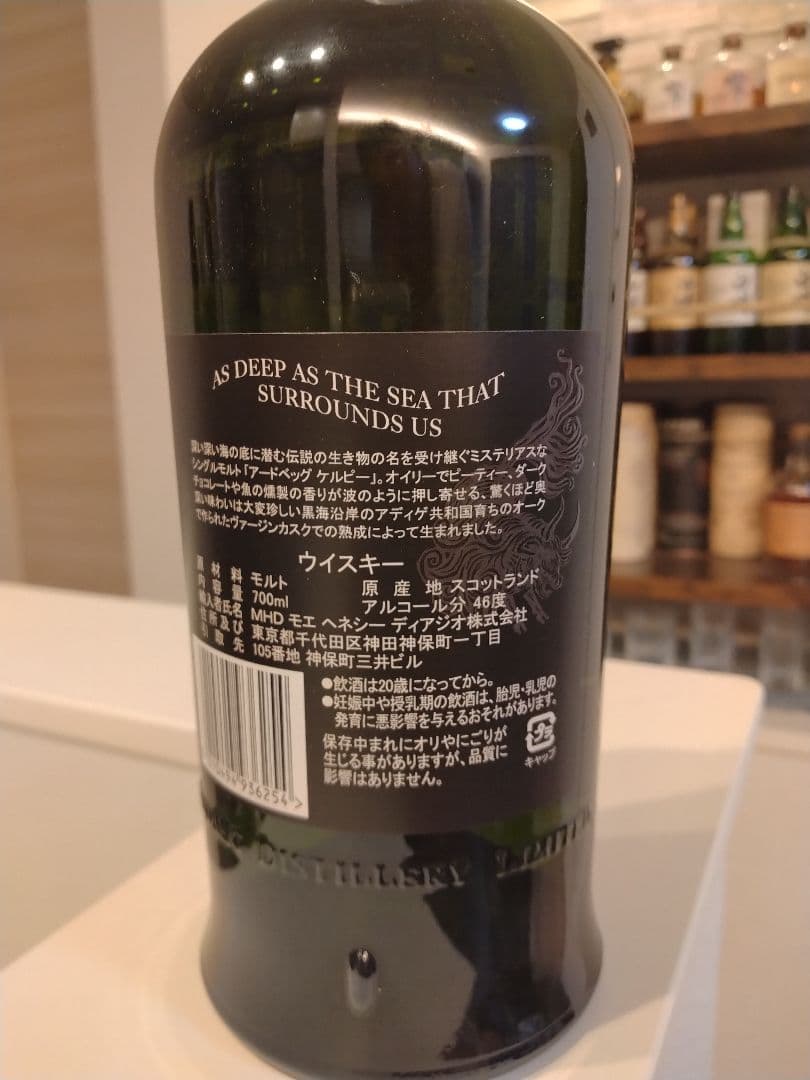 AS DEEP AS THE SEA THAT
SURROUNDS US
深い深い海の底に潜む伝説の生き物の名を受け継ぐミステリアスな
シングルモルト「アードベッグ ケルピー」。オイリーでピーティー、ダーク
チョコレートや魚の燻製の香りが波のように押し寄せる、驚くほど奥
深い味わいは大変珍しい黒海沿岸のアディゲ共和国育ちのオーク
で作られたヴァージンカスクでの熟成によって生まれました。
ウイスキー
原材料 モルト 原産地 スコットランド
内容量 700ml アルコール分 46度
輸入者氏名 MHD モエ ヘネシー ディアジオ株式会社
住所及び 東京都千代田区神田神保町一丁目
引取先 105番地 神保町三井ビル
●飲酒は20歳になってから。
●妊娠中や授乳期の飲酒は、胎児・乳児の
発育に悪影響を与えるおそれがあります。
保存中まれにオリやにごりが
生じる事がありますが、品質に
影響はありません。
プラ
キャップ
936254
DISTILLERY LIMITED